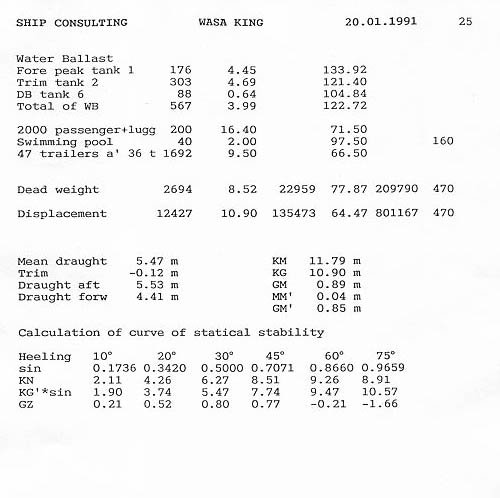 SHIP CONSULTING WASA KING 20.01.1991 25
Water Ballast
Fore peak tank 1 176 4.45 133.92
Trim tank 2 303 4.69 121.40
DB tank 6 88 0.64 104.84
Total of WB 567 3.99 122.72
2000 passenger+lugg 200 16.40 71.50
Swimming pool 40 2.00 97.50 160
47 trailers a' 36 t 1692 9.50 66.50
Dead weight 2694 8.52 22959 77.87 209790 470
Displacement 12427 10.90 135473 64.47 801167 470
Mean draught 5.47 m KM 11.79 m
Trim -0.12 m KG 10.90 m
Draught aft 5.53 m GM 0.89 m
Draught forw 4.41 m MM' 0.04 m
GM' 0.85 m
Calculation of curve of statical stability
Heeling 10° 20° 30° 45° 60° 75°
sin 0.1736 0.3420 0.5000 0.7071 0.8660 0.9659
KN 2.11 4.26 6.27 8.51 9.26 8.91
KG'*sin 1.90 3.74 5.47 7.74 9.47 10.57
GZ 0.21 0.52 0.80 0.77 -0.21 -1.66